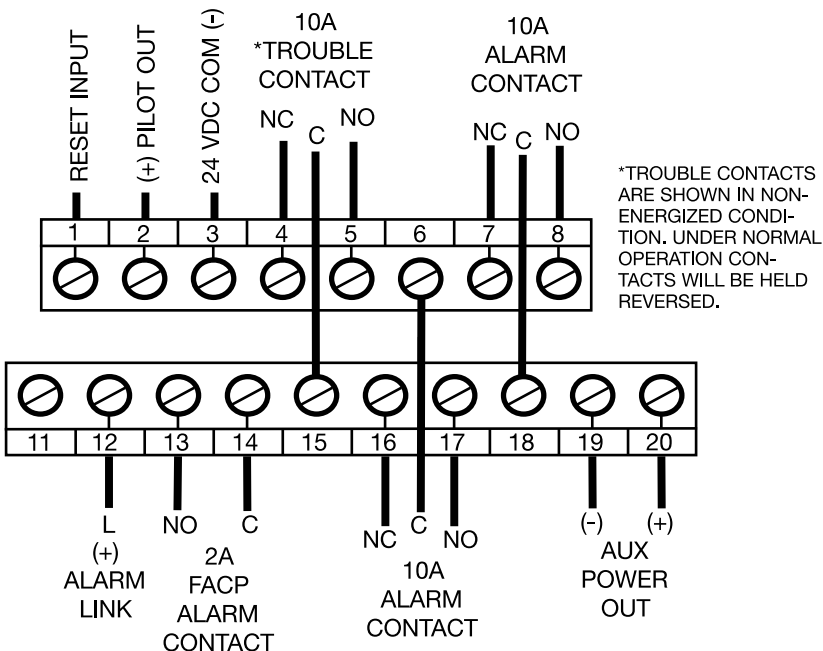 RESET INPUT
(+) PILOT OUT
24 VDC COM (-)
10A
*TROUBLE
CONTACT
NC C NO
10A
ALARM
CONTACT
NC C NO
*TROUBLE CONTACTS
ARE SHOWN IN NON-
ENERGIZED CONDI-
TION. UNDER NORMAL
OPERATION CON-
TACTS WILL BE HELD
REVERSED.
1 2 3 4 5 6 7 8
11 12 13 14 15 16 17 18 19 20
L
(+)
ALARM
LINK
NO C
2A
FACP
ALARM
CONTACT
NC C NO
10A
ALARM
CONTACT
(-) (+)
AUX
POWER
OUT